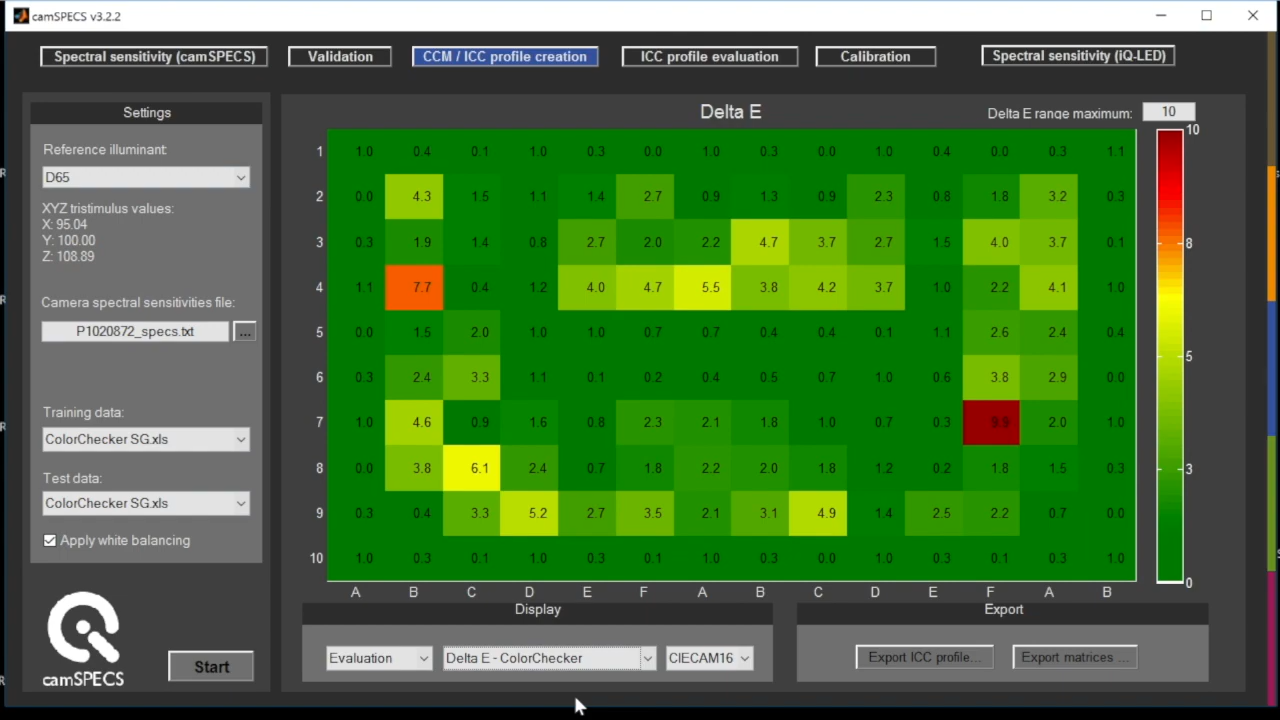 camSPECS v3.2.2
Spectral sensitivity (camSPECS) Validation CCM / ICC profile creation ICC profile evaluation Calibration Spectral sensitivity (iQ-LED)
Settings
Reference illuminant:
D65
XYZ tristimulus values:
X: 95.04
Y: 100.00
Z: 108.89
Camera spectral sensitivities file:
P1020872_specs.txt ...
Training data:
ColorChecker SG.xls
Test data:
ColorChecker SG.xls
Apply white balancing
camSPECS
Start
Delta E
Delta E range maximum: 10
1 1.0 0.4 0.1 1.0 0.3 0.0 1.0 0.3 0.0 1.0 0.4 0.0 0.3 1.1
2 0.0 4.3 1.5 1.1 1.4 2.7 0.9 1.3 0.9 2.3 0.8 1.8 3.2 0.3
3 0.3 1.9 1.4 0.8 2.7 2.0 2.2 4.7 3.7 2.7 1.5 4.0 3.7 0.1
4 1.1 7.7 0.4 1.2 4.0 4.7 5.5 3.8 4.2 3.7 1.0 2.2 4.1 1.0
5 0.0 1.5 2.0 1.0 1.0 0.7 0.7 0.4 0.4 0.1 1.1 2.6 2.4 0.4
6 0.3 2.4 3.3 1.1 0.1 0.2 0.4 0.5 0.7 1.0 0.6 3.8 2.9 0.0
7 1.0 4.6 0.9 1.6 0.8 2.3 2.1 1.8 1.0 0.7 0.3 9.9 2.0 1.0
8 0.0 3.8 6.1 2.4 0.7 1.8 2.2 2.0 1.8 1.2 0.2 1.8 1.5 0.3
9 0.3 0.4 3.3 5.2 2.7 3.5 2.1 3.1 4.9 1.4 2.5 2.2 0.7 0.0
10 1.0 0.3 0.1 1.0 0.3 0.1 1.0 0.3 0.0 1.0 0.3 0.1 0.3 1.0
A B C D E F A B C D E F A B
10
8
5
3
0
Display
Evaluation Delta E - ColorChecker CIECAM16
Export
Export ICC profile... Export matrices ...